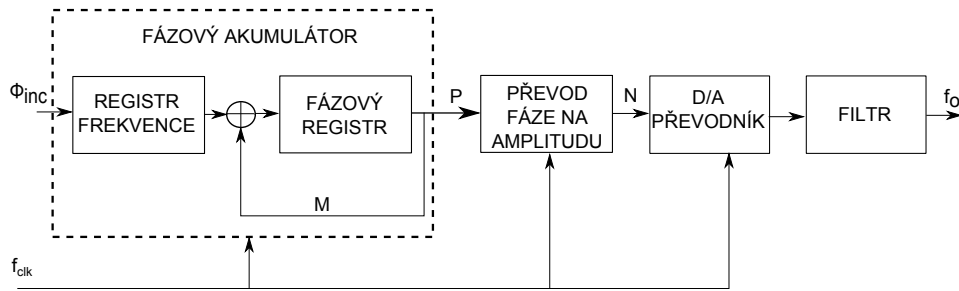 FÁZOVÝ AKUMULÁTOR
Φinc
REGISTR
FREKVENCE
FÁZOVÝ
REGISTR
M
P
PŘEVOD
FÁZE NA
AMPLITUDU
N
D/A
PŘEVODNÍK
FILTR
fo
fclk